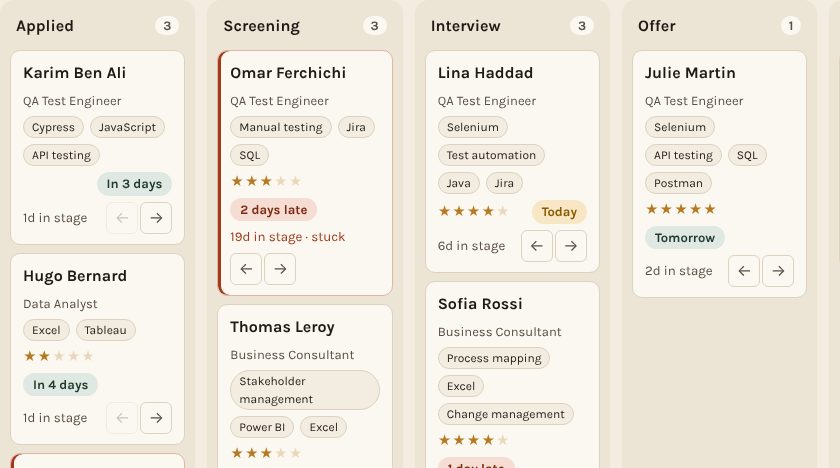 Applied 3
Karim Ben Ali
QA Test Engineer
Cypress JavaScript
API testing
In 3 days
1d in stage ← →
Hugo Bernard
Data Analyst
Excel Tableau
★★★★★
In 4 days
1d in stage ← →
Screening 3
Omar Ferchichi
QA Test Engineer
Manual testing Jira
SQL
★★★★★
2 days late
19d in stage · stuck
← →
Thomas Leroy
Business Consultant
Stakeholder
management
Power BI Excel
★★★★★
Interview 3
Lina Haddad
QA Test Engineer
Selenium
Test automation
Java Jira
★★★★★ Today
6d in stage ← →
Sofia Rossi
Business Consultant
Process mapping
Excel
Change management
★★★★★
1 day late
Offer 1
Julie Martin
QA Test Engineer
Selenium
API testing SQL
Postman
★★★★★
Tomorrow
2d in stage ← →